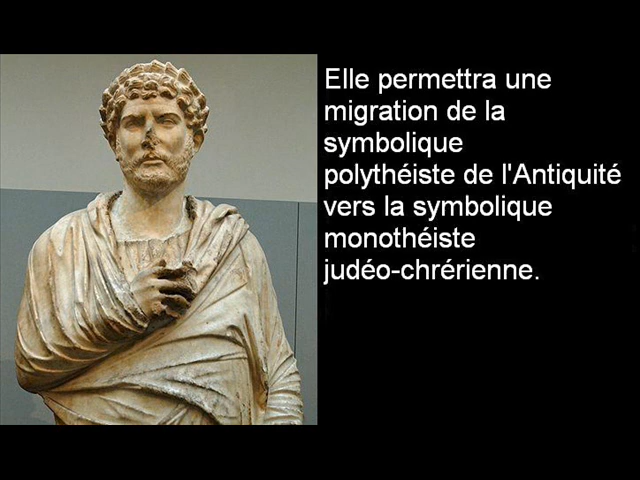 Elle permettra une
migration de la
symbolique
polythéiste de l'Antiquité
vers la symbolique
monothéiste
judéo-chrérienne.